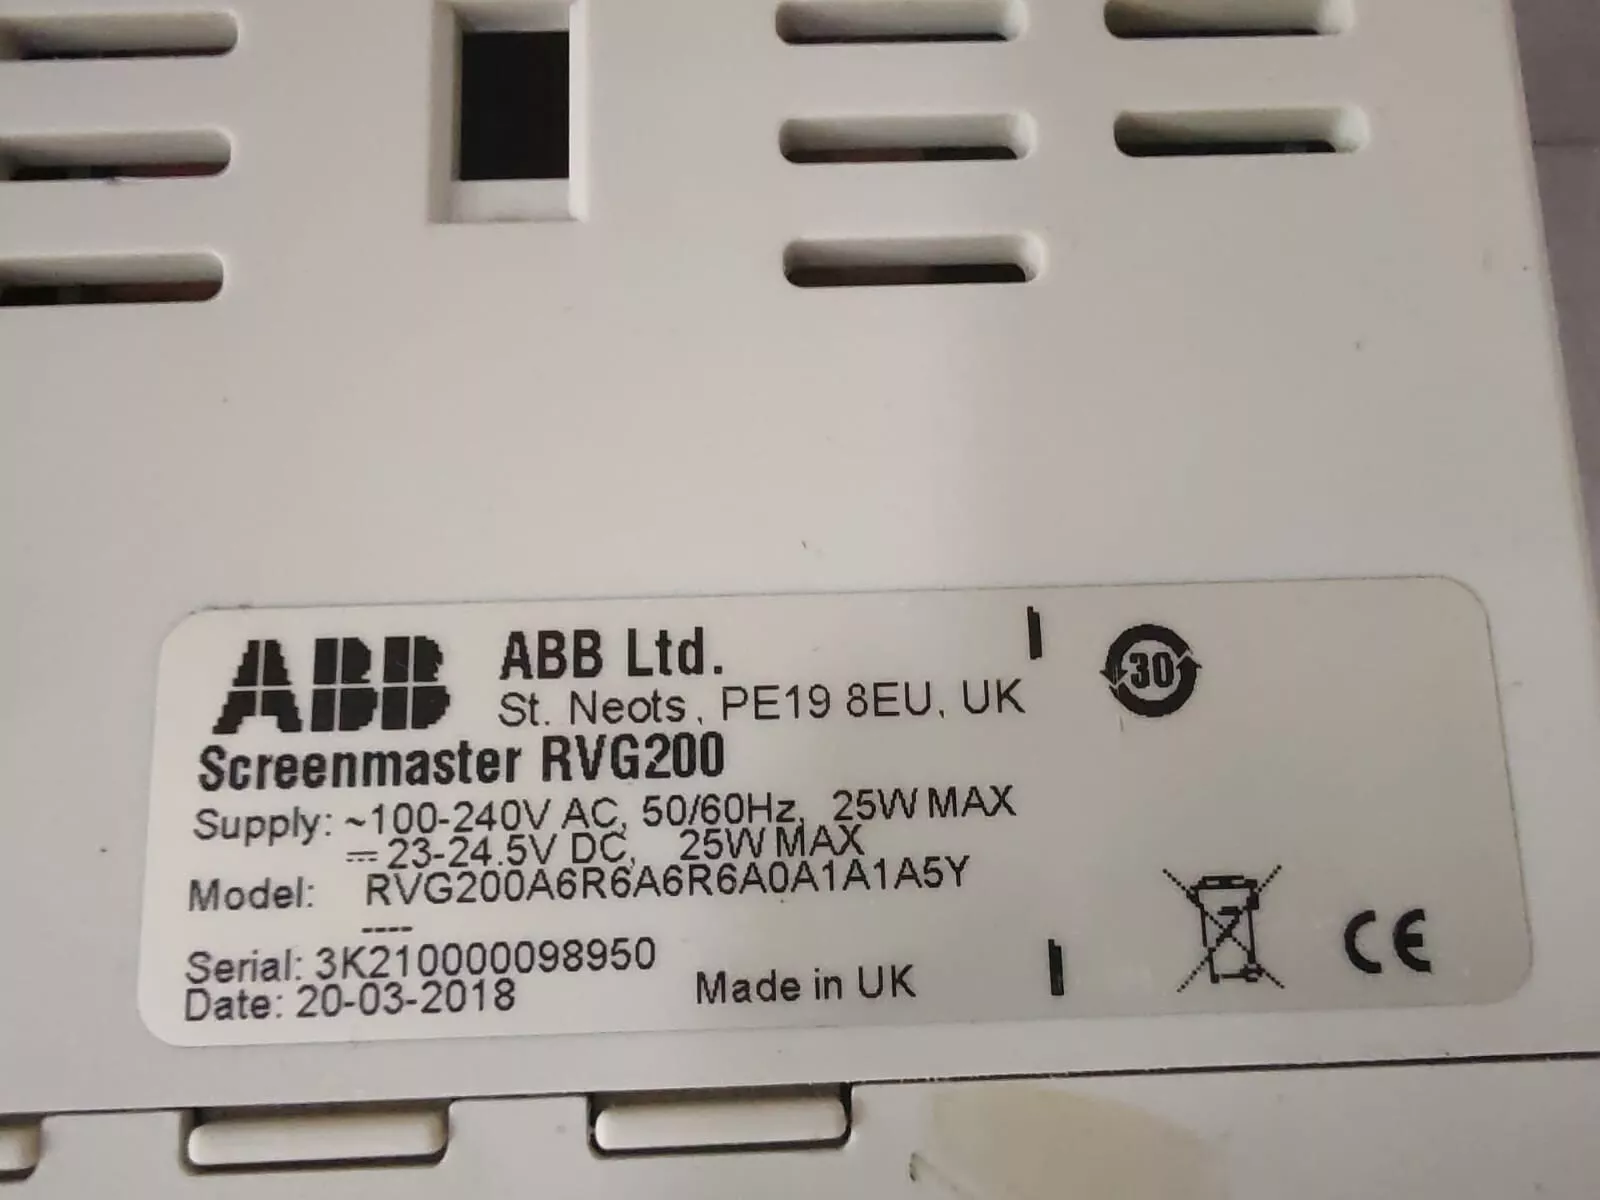 ABB ABB Ltd.
St. Neots, PE19 8EU, UK
30
Screenmaster RVG200
Supply: ~100-240V AC, 50/60Hz, 25W MAX
⎓ 23-24.5V DC, 25W MAX
Model: RVG200A6R6A6R6A0A1A1A5Y
----
Serial: 3K210000098950
Date: 20-03-2018
Made in UK
CE